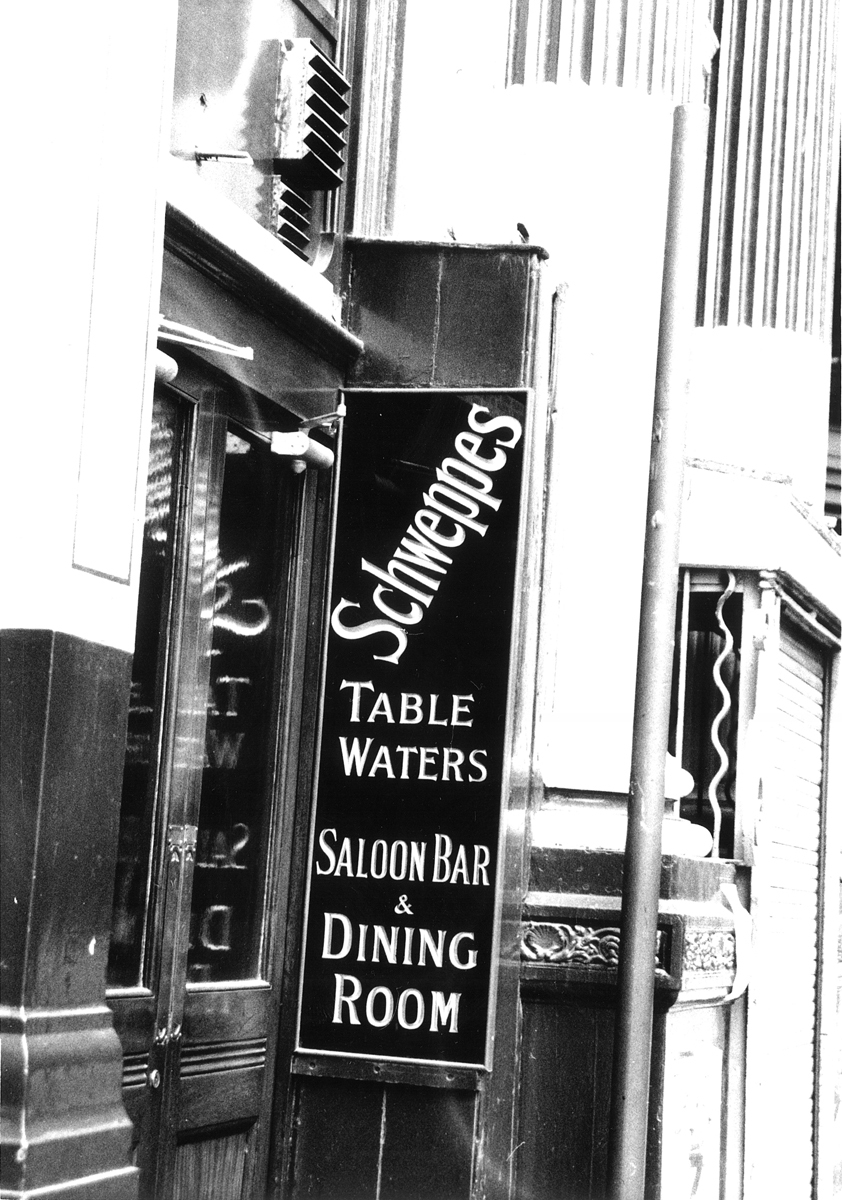 Schweppes
TABLE
WATERS
SALOON BAR
&
DINING
ROOM